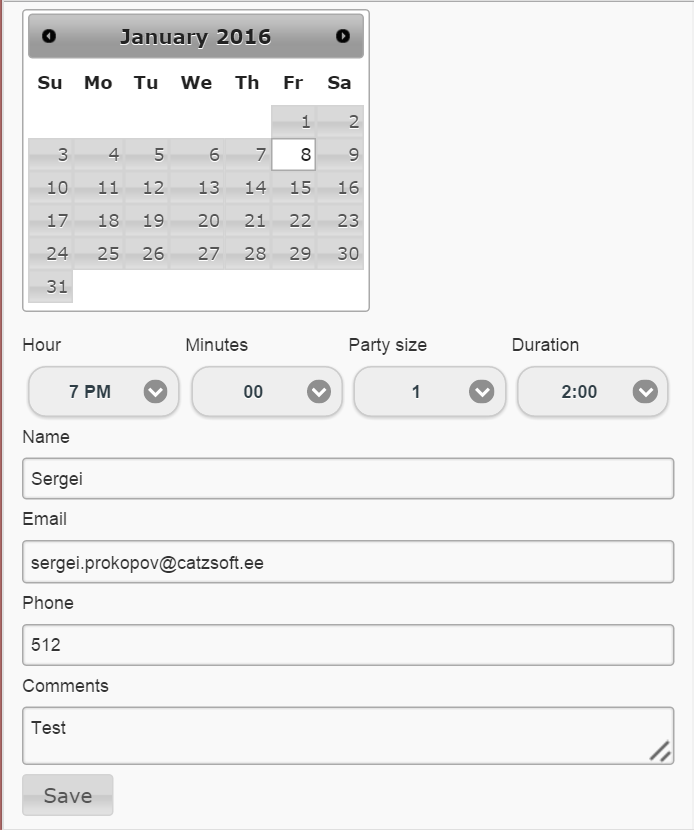 January 2016
Su Mo Tu We Th Fr Sa
1 2
3 4 5 6 7 8 9
10 11 12 13 14 15 16
17 18 19 20 21 22 23
24 25 26 27 28 29 30
31
Hour Minutes Party size Duration
7 PM 00 1 2:00
Name
Sergei
Email
sergei.prokopov@catzsoft.ee
Phone
512
Comments
Test
Save